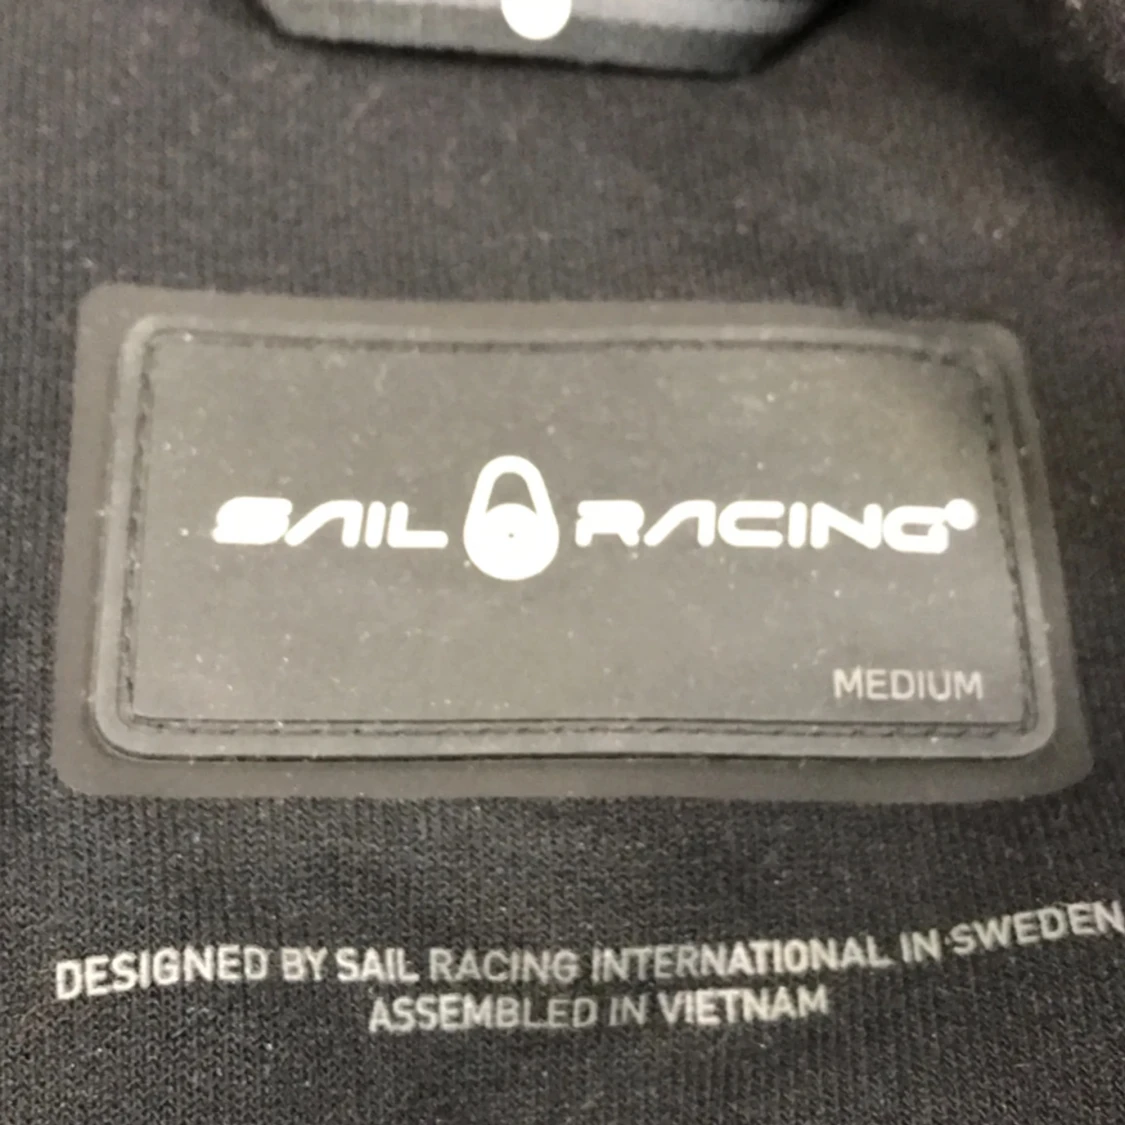 SAIL RACING
MEDIUM
DESIGNED BY SAIL RACING INTERNATIONAL IN SWEDEN
ASSEMBLED IN VIETNAM